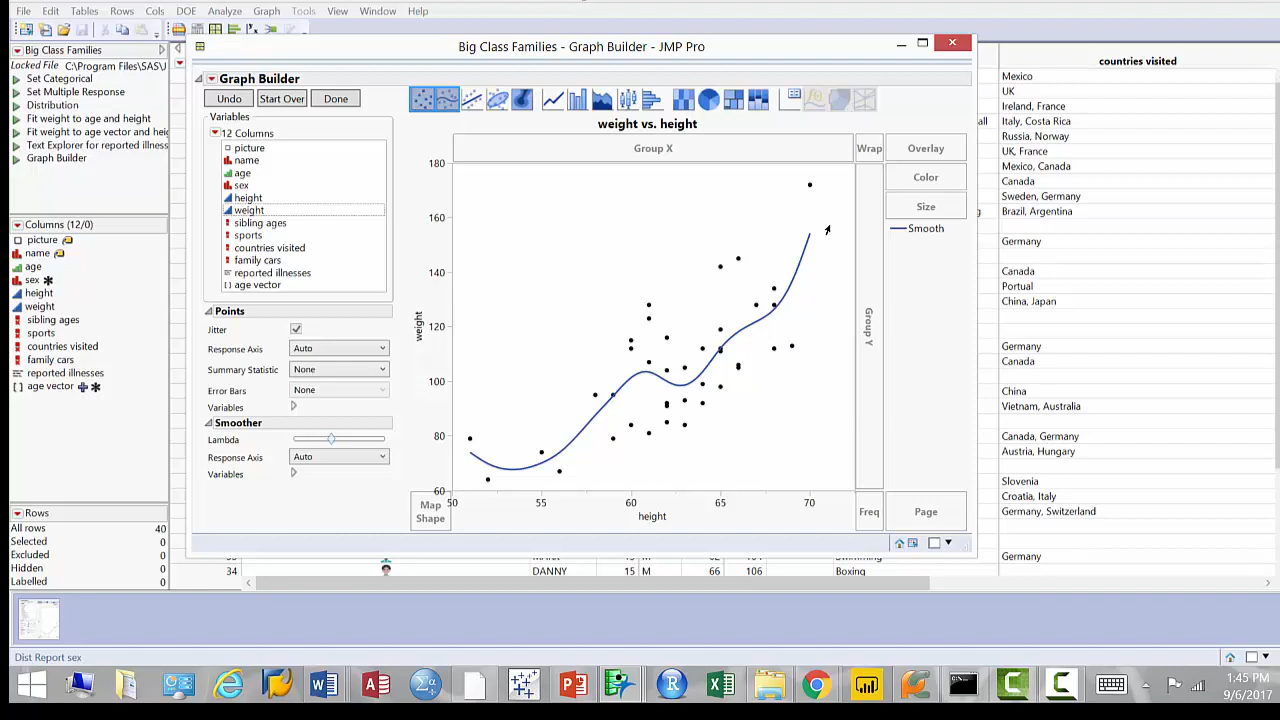 File Edit Tables Rows Cols DOE Analyze Graph Tools View Window Help
Big Class Families
Locked File C:\Program Files\SAS\J
Set Categorical
Set Multiple Response
Distribution
Fit weight to age and height
Fit weight to age vector and heig
Text Explorer for reported illness
Graph Builder
Columns (12/0)
picture
name
age
sex
height
weight
sibling ages
sports
countries visited
family cars
reported illnesses
age vector
Rows
All rows 40
Selected 0
Excluded 0
Hidden 0
Labelled 0
Big Class Families - Graph Builder - JMP Pro
Graph Builder
Undo Start Over Done
Variables
12 Columns
picture
name
age
sex
height
weight
sibling ages
sports
countries visited
family cars
reported illnesses
age vector
Points
Jitter
Response Axis Auto
Summary Statistic None
Error Bars None
Variables
Smoother
Lambda
Response Axis Auto
Variables
weight vs. height
Group X
Wrap
Overlay
Color
Size
Smooth
Group Y
180
160
140
120
100
80
60
weight
50 55 60 65 70
height
Map Shape
Freq
Page
countries visited
Mexico
UK
Ireland, France
all Italy, Costa Rica
Russia, Norway
UK, France
Mexico, Canada
Canada
Sweden, Germany
Brazil, Argentina
Germany
Canada
Portual
China, Japan
Germany
Canada
China
Vietnam, Australia
Canada, Germany
Austria, Hungary
Slovenia
Croatia, Italy
Germany, Switzerland
Germany
34 DANNY 15 M 66 106 Boxing
Dist Report sex
1:45 PM
9/6/2017